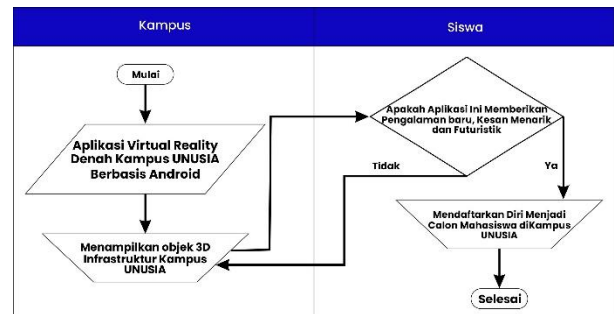 Kampus
Siswa
Mulai
Aplikasi Virtual Reality
Denah Kampus UNUSIA
Berbasis Android
Menampilkan objek 3D
Infrastruktur Kampus
UNUSIA
Apakah Aplikasi Ini Memberikan
Pengalaman baru, Kesan Menarik
dan Futuristik
Tidak
Ya
Mendaftarkan Diri Menjadi
Calon Mahasiswa diKampus
UNUSIA
Selesai